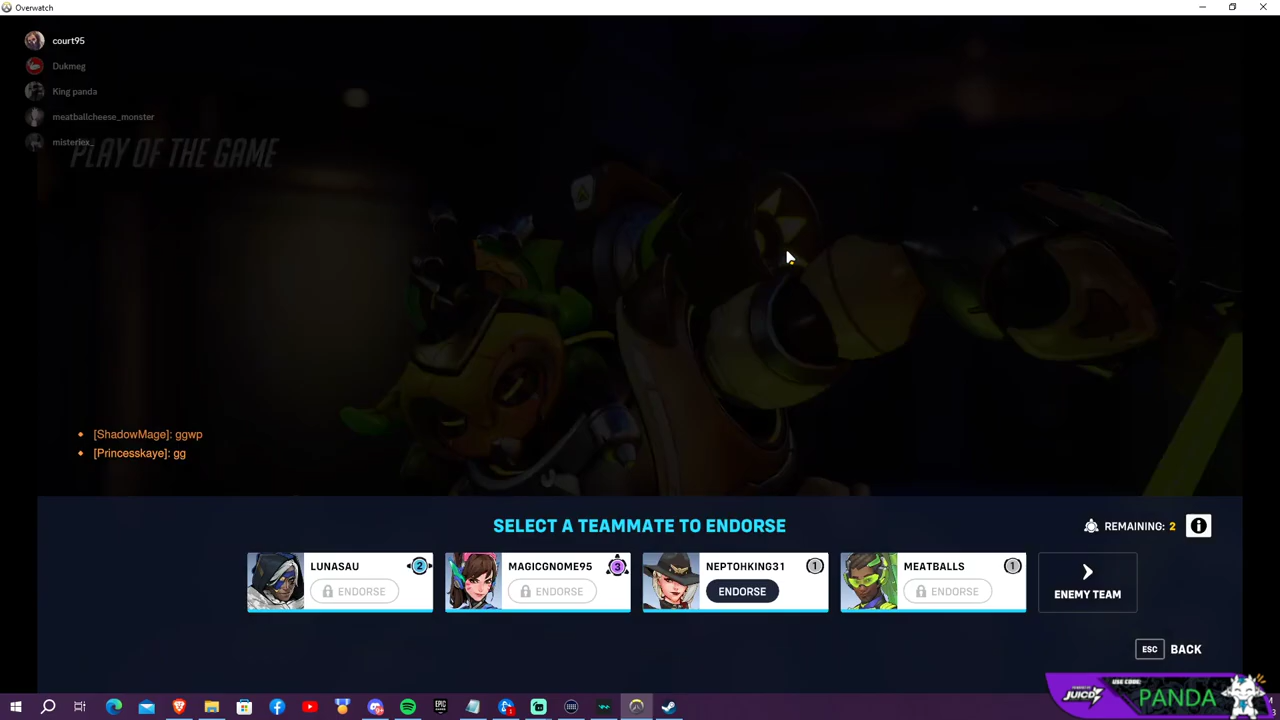 Overwatch
court95
Dukmeg
King panda
meatballcheese_monster
misterlex_
PLAY OF THE GAME
[ShadowMage]: ggwp
[Princesskaye]: gg
SELECT A TEAMMATE TO ENDORSE
REMAINING: 2
LUNASAU 2
ENDORSE
MAGICGNOME95 3
ENDORSE
NEPTOHKING31 1
ENDORSE
MEATBALLS 1
ENDORSE
ENEMY TEAM
ESC BACK
JUICD
USE CODE:
PANDA